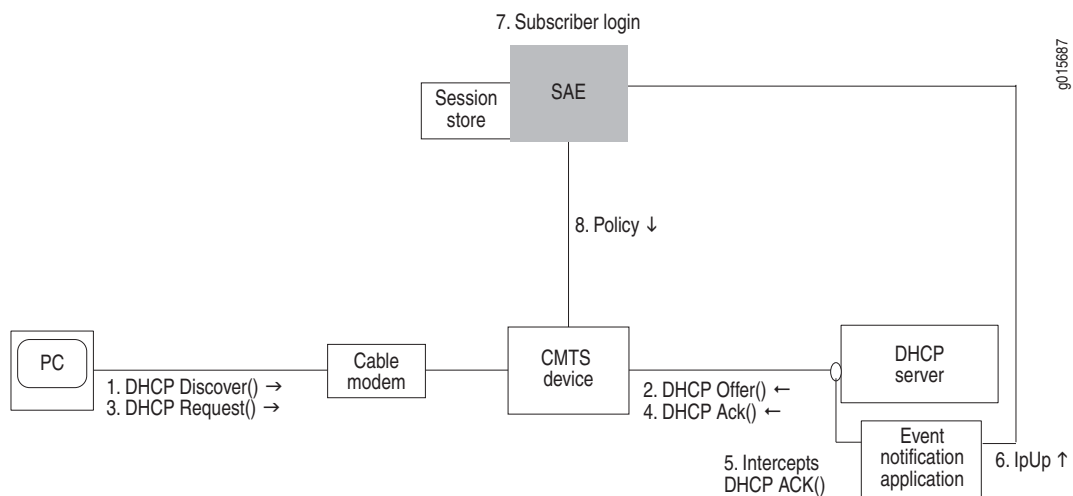 7. Subscriber login
g015687
Session
store
SAE
8. Policy ↓
PC
Cable
modem
CMTS
device
DHCP
server
1. DHCP Discover() →
3. DHCP Request() →
2. DHCP Offer() ←
4. DHCP Ack() ←
5. Intercepts
DHCP ACK()
Event
notification
application
6. IpUp ↑